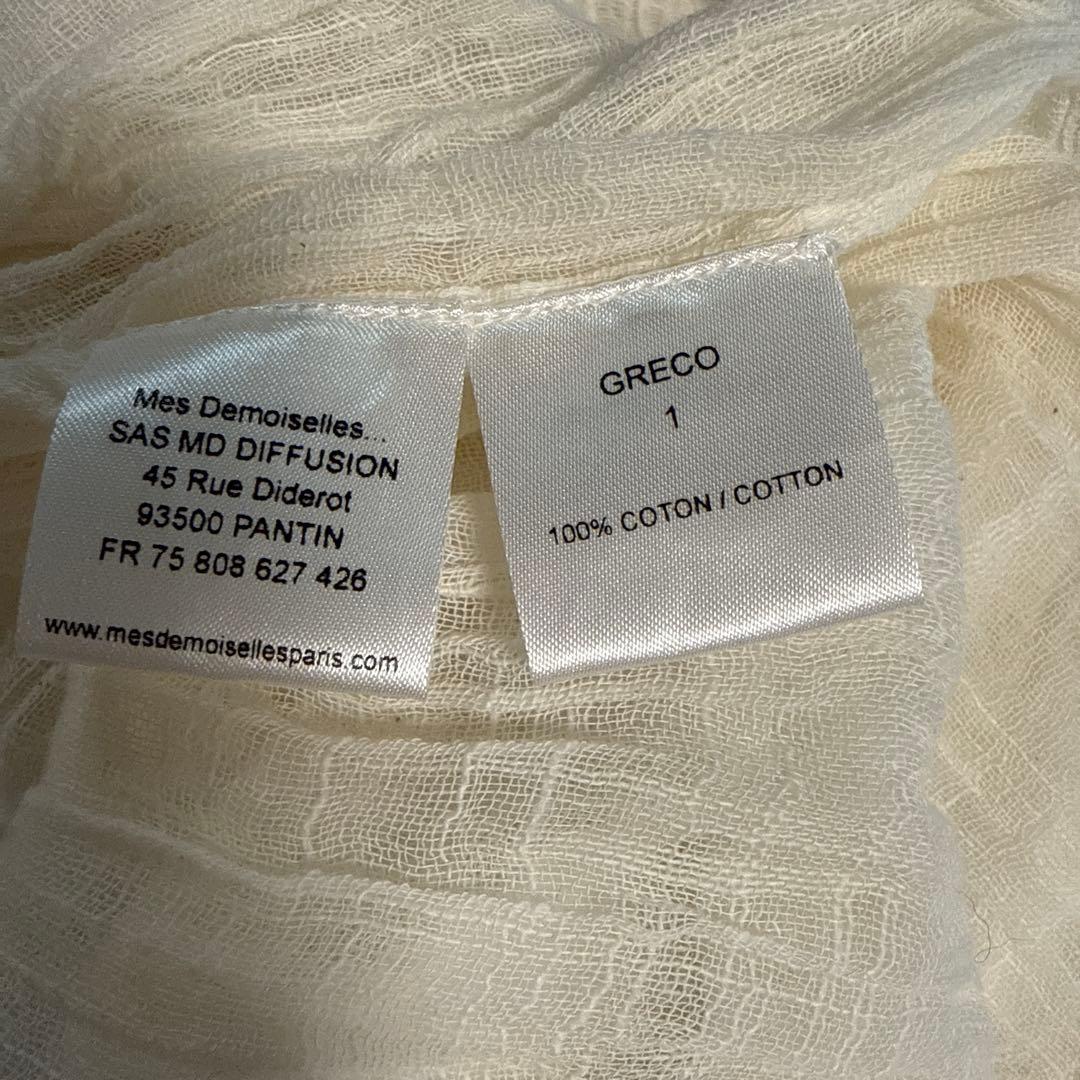 Mes Demoiselles...
SAS MD DIFFUSION
45 Rue Diderot
93500 PANTIN
FR 75 808 627 426
www.mesdemoisellesparis.com
GRECO
1
100% COTON / COTTON